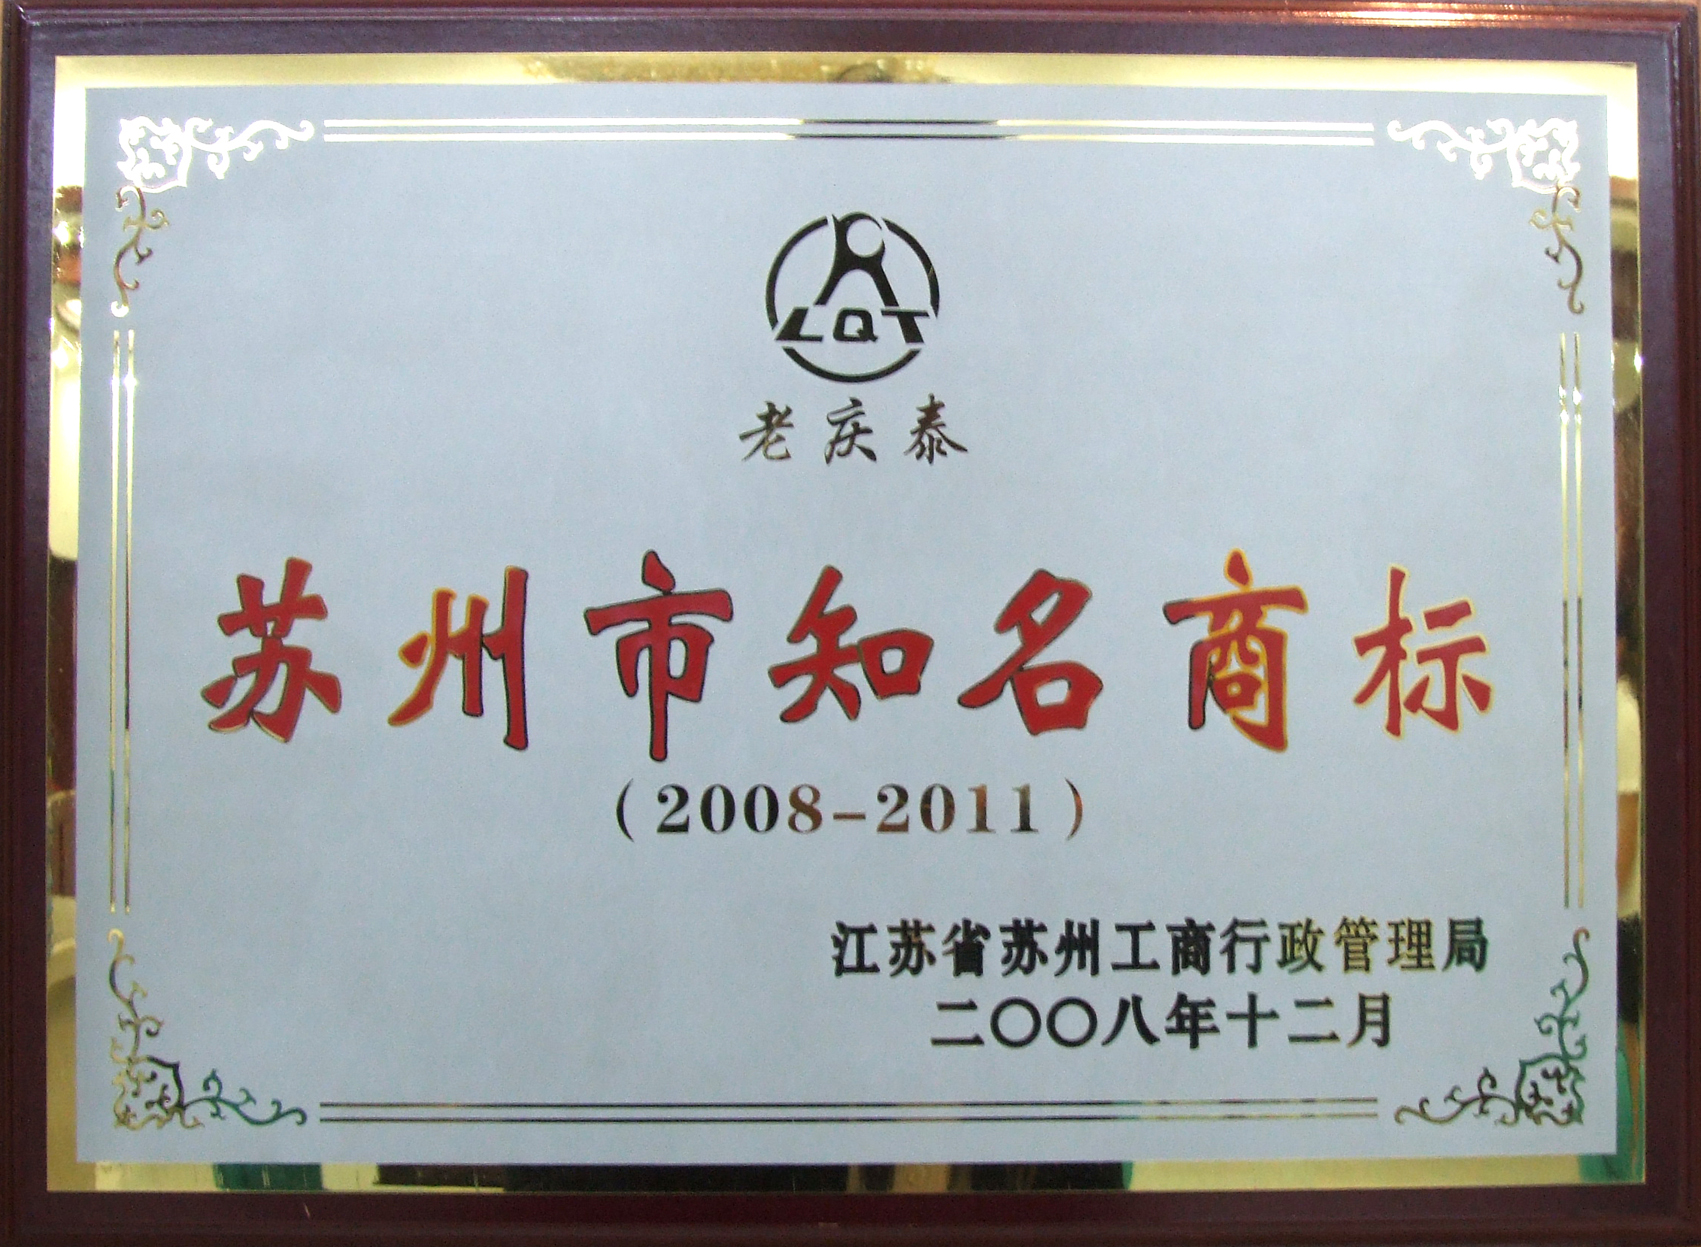 LQT
老庆泰
苏州市知名商标
(2008-2011)
江苏省苏州工商行政管理局
二〇〇八年十二月